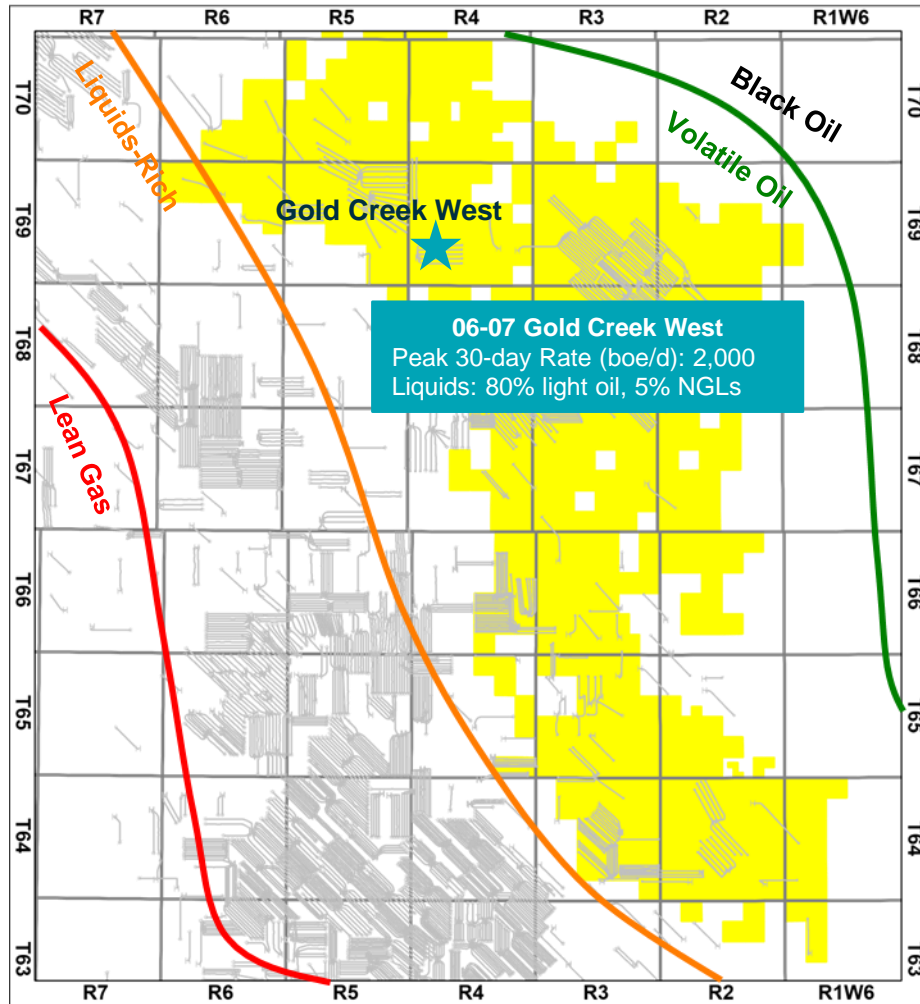 R7 R6 R5 R4 R3 R2 R1W6
T70
T70
Black Oil
Liquids-Rich
Volatile Oil
T69
T69
Gold Creek West
06-07 Gold Creek West
Peak 30-day Rate (boe/d): 2,000
Liquids: 80% light oil, 5% NGLs
T68
T68
Lean Gas
T67
T67
T66
T66
T65
T65
T64
T64
T63
T63
R7 R6 R5 R4 R3 R2 R1W6